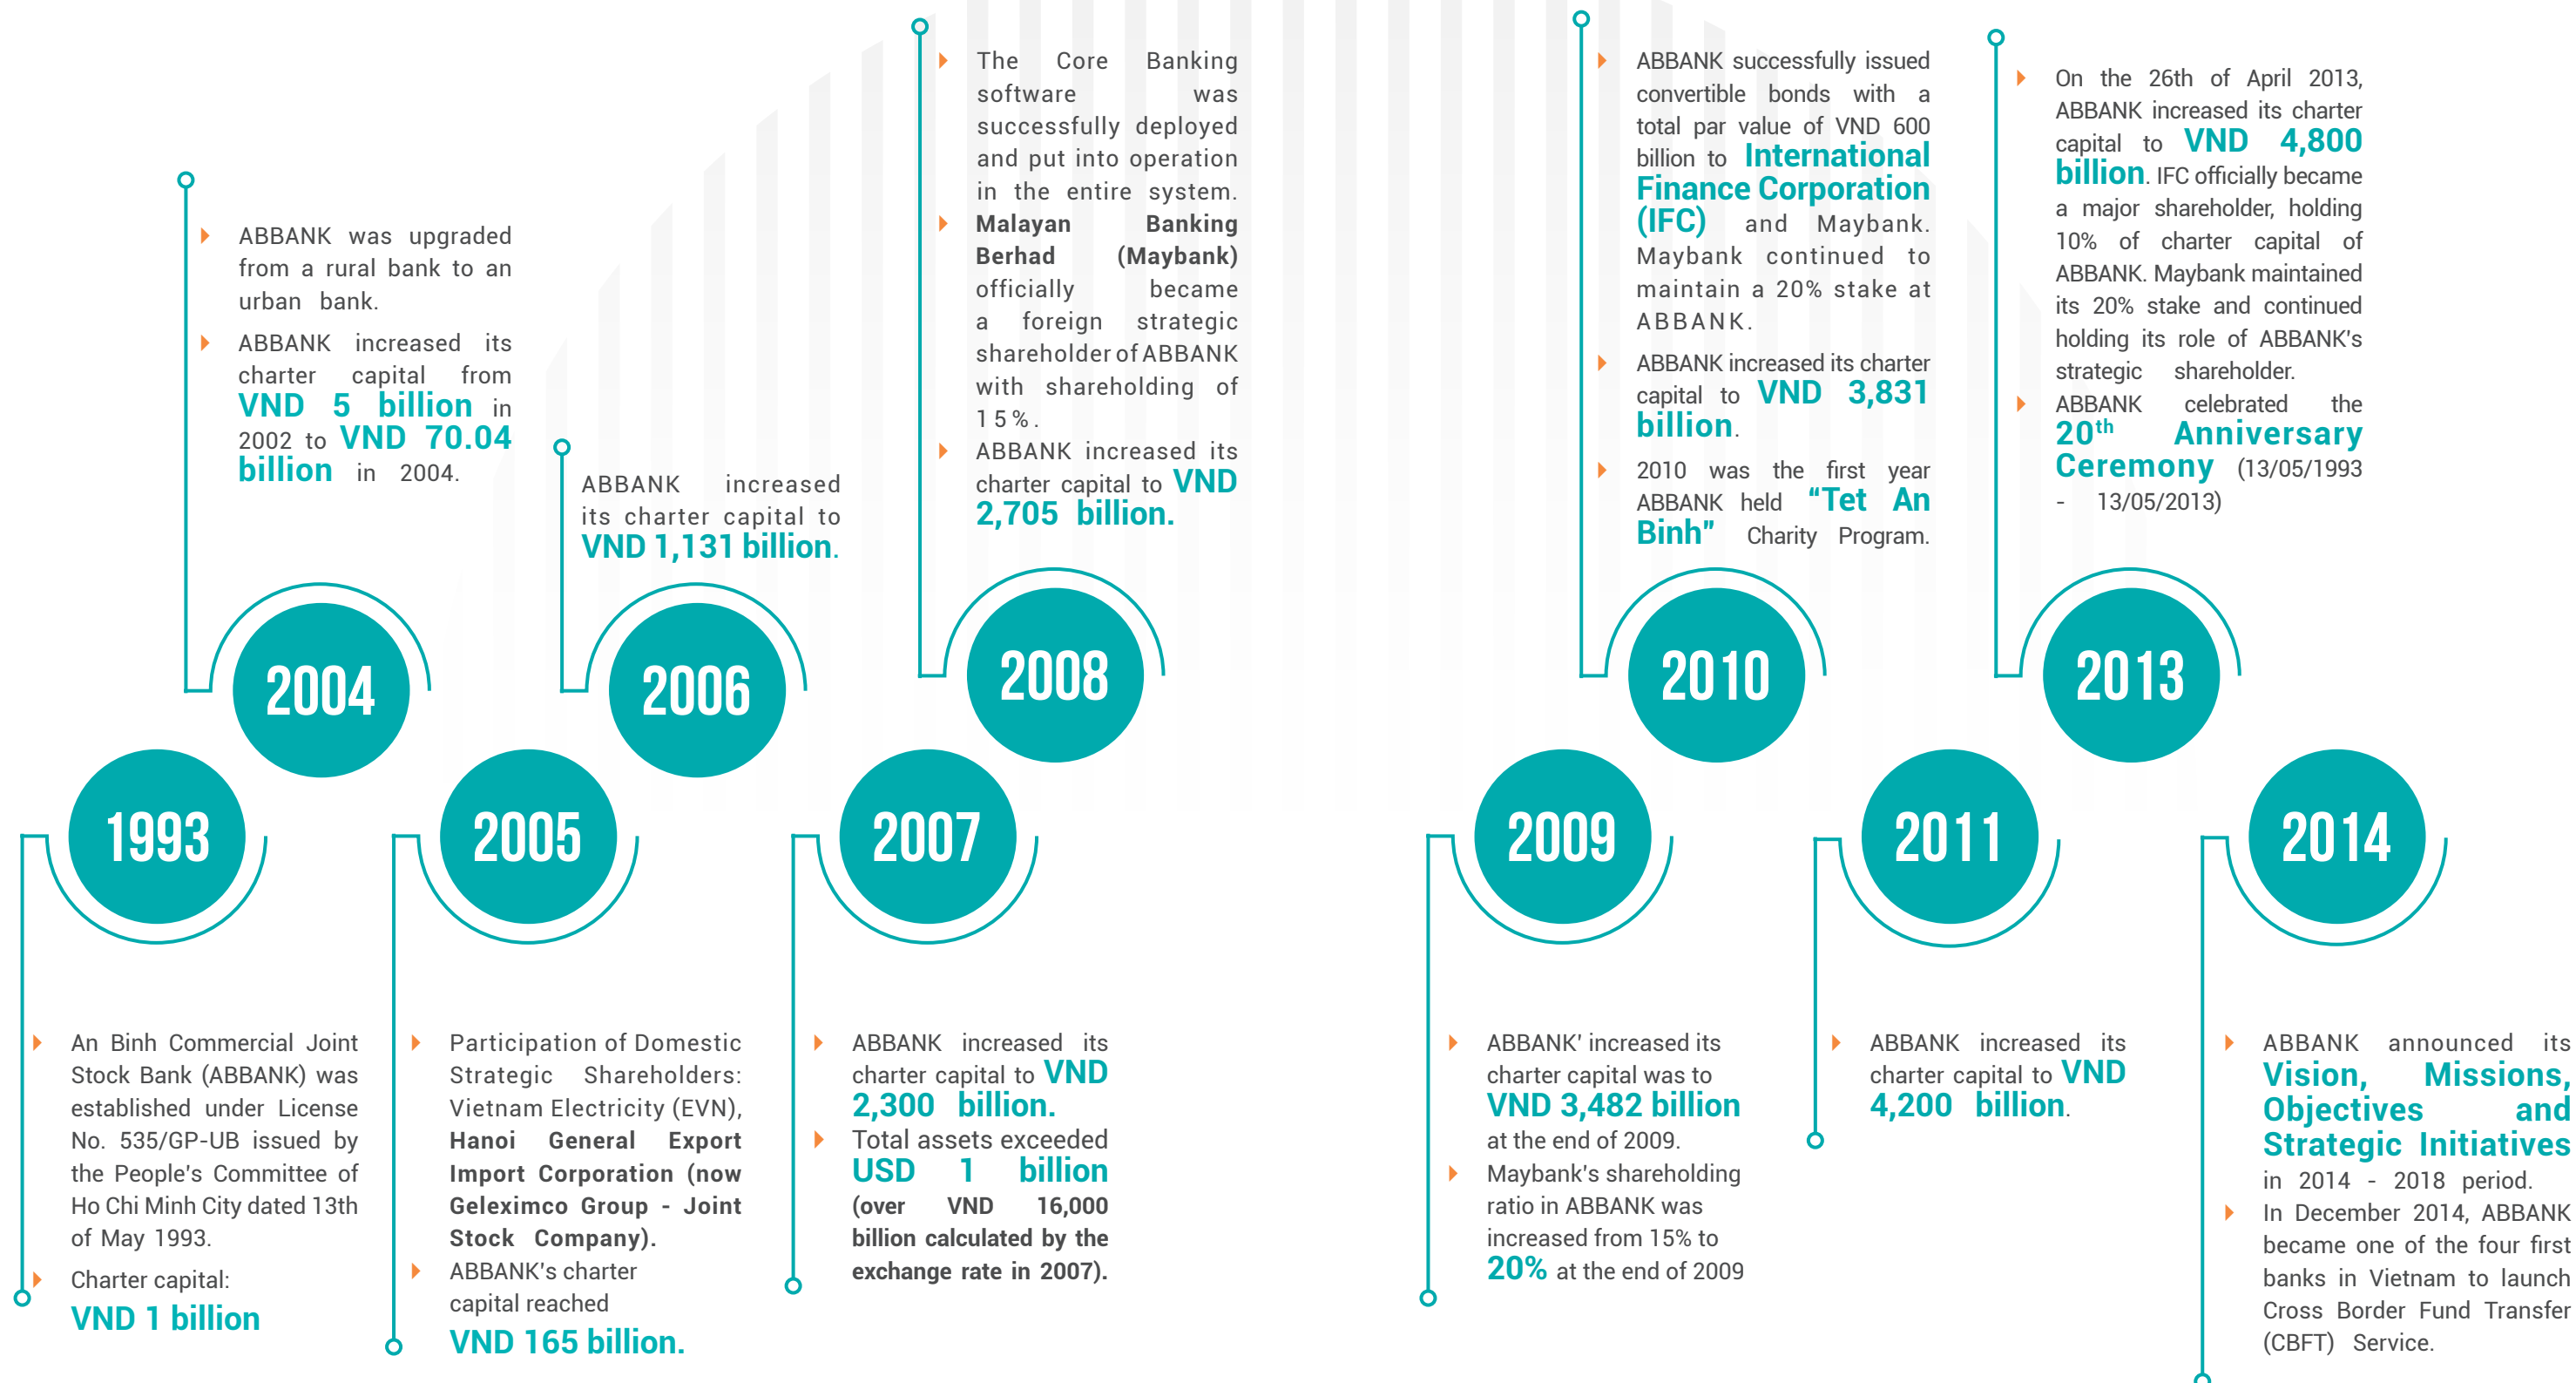 ABBANK was upgraded
from a rural bank to an
urban bank.
ABBANK increased its
charter capital from
VND 5 billion in
2002 to VND 70.04
billion in 2004.
2004
ABBANK increased
its charter capital to
VND 1,131 billion.
2006
The Core Banking
software was
successfully deployed
and put into operation
in the entire system.
Malayan Banking
Berhad (Maybank)
officially became
a foreign strategic
shareholder of ABBANK
with shareholding of
15%.
ABBANK increased its
charter capital to VND
2,705 billion.
2008
ABBANK successfully issued
convertible bonds with a
total par value of VND 600
billion to International
Finance Corporation
(IFC) and Maybank.
Maybank continued to
maintain a 20% stake at
ABBANK.
ABBANK increased its charter
capital to VND 3,831
billion.
2010 was the first year
ABBANK held "Tet An
Binh" Charity Program.
2010
On the 26th of April 2013,
ABBANK increased its charter
capital to VND 4,800
billion. IFC officially became
a major shareholder, holding
10% of charter capital of
ABBANK. Maybank maintained
its 20% stake and continued
holding its role of ABBANK's
strategic shareholder.
ABBANK celebrated the
20th Anniversary
Ceremony (13/05/1993
- 13/05/2013)
2013
1993
An Binh Commercial Joint
Stock Bank (ABBANK) was
established under License
No. 535/GP-UB issued by
the People's Committee of
Ho Chi Minh City dated 13th
of May 1993.
Charter capital:
VND 1 billion
2005
Participation of Domestic
Strategic Shareholders:
Vietnam Electricity (EVN),
Hanoi General Export
Import Corporation (now
Geleximco Group - Joint
Stock Company).
ABBANK's charter
capital reached
VND 165 billion.
2007
ABBANK increased its
charter capital to VND
2,300 billion.
Total assets exceeded
USD 1 billion
(over VND 16,000
billion calculated by the
exchange rate in 2007).
2009
ABBANK' increased its
charter capital was to
VND 3,482 billion
at the end of 2009.
Maybank's shareholding
ratio in ABBANK was
increased from 15% to
20% at the end of 2009
2011
ABBANK increased its
charter capital to VND
4,200 billion.
2014
ABBANK announced its
Vision, Missions,
Objectives and
Strategic Initiatives
in 2014 - 2018 period.
In December 2014, ABBANK
became one of the four first
banks in Vietnam to launch
Cross Border Fund Transfer
(CBFT) Service.